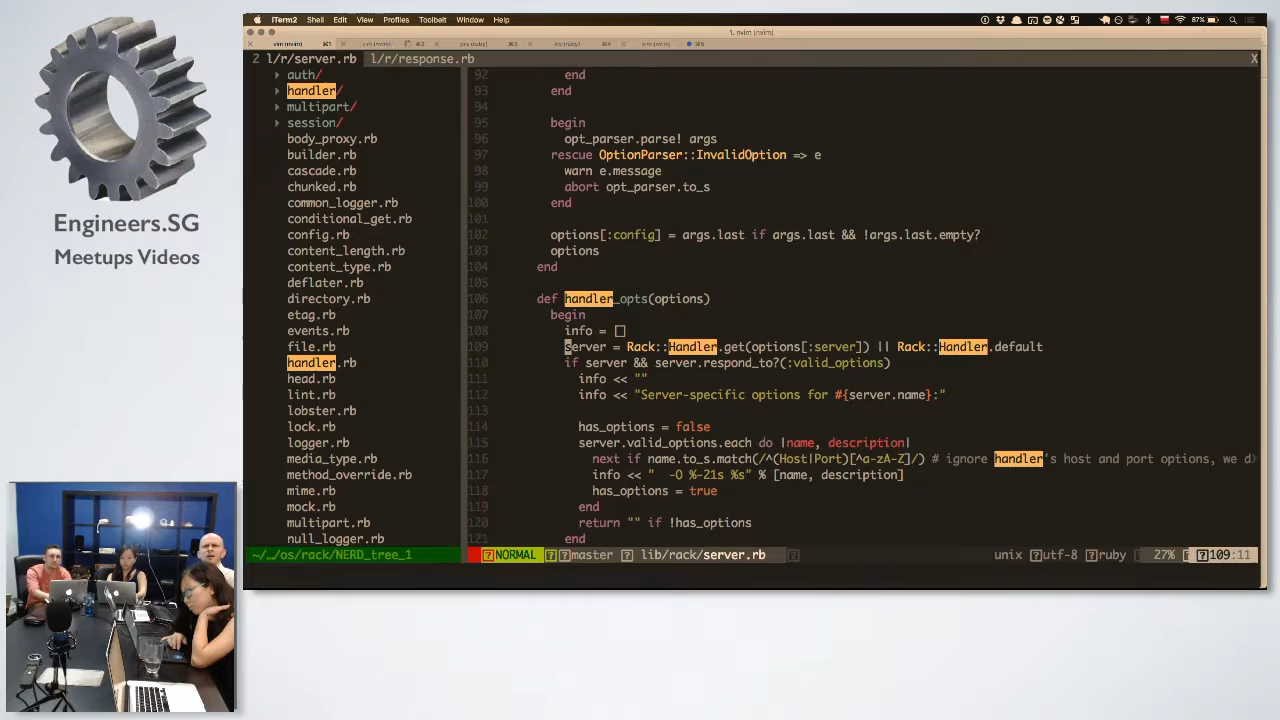 iTerm2 Shell Edit View Profiles Toolbelt Window Help 87%
1. nvim (nvim)
2 l/r/server.rb l/r/response.rb X
auth/
handler/
multipart/
session/
body_proxy.rb
builder.rb
cascade.rb
chunked.rb
common_logger.rb
conditional_get.rb
config.rb
content_length.rb
content_type.rb
deflater.rb
directory.rb
etag.rb
events.rb
file.rb
handler.rb
head.rb
lint.rb
lobster.rb
lock.rb
logger.rb
media_type.rb
method_override.rb
mime.rb
mock.rb
multipart.rb
null_logger.rb
~/…/os/rack/NERD_tree_1
92 end
93 end
94
95 begin
96 opt_parser.parse! args
97 rescue OptionParser::InvalidOption => e
98 warn e.message
99 abort opt_parser.to_s
100 end
101
102 options[:config] = args.last if args.last && !args.last.empty?
103 options
104 end
105
106 def handler_opts(options)
107 begin
108 info = []
109 server = Rack::Handler.get(options[:server]) || Rack::Handler.default
110 if server && server.respond_to?(:valid_options)
111 info << ""
112 info << "Server-specific options for #{server.name}:"
113
114 has_options = false
115 server.valid_options.each do |name, description|
116 next if name.to_s.match(/^(Host|Port)[^a-zA-Z]/) # ignore handler's host and port options, we d
117 info << " -O %-21s %s" % [name, description]
118 has_options = true
119 end
120 return "" if !has_options
121 end
NORMAL master lib/rack/server.rb unix utf-8 ruby 27% 109:11
Engineers.SG
Meetups Videos